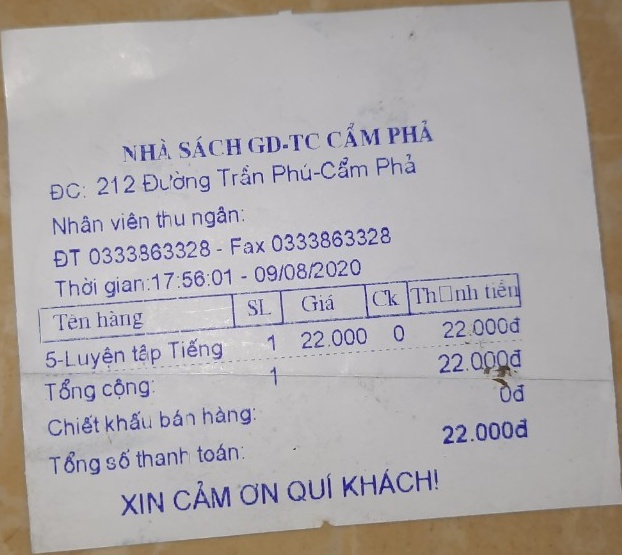 NHÀ SÁCH GD-TC CẨM PHẢ
ĐC: 212 Đường Trần Phú-Cẩm Phả
Nhân viên thu ngân:
ĐT 0333863328 - Fax 0333863328
Thời gian:17:56:01 - 09/08/2020
Tên hàng SL Giá Ck Th□nh tiền
5-Luyện tập Tiếng 1 22.000 0 22.000đ
Tổng cộng: 1 22.000đ
Chiết khấu bán hàng: 0đ
Tổng số thanh toán: 22.000đ
XIN CẢM ƠN QUÍ KHÁCH!